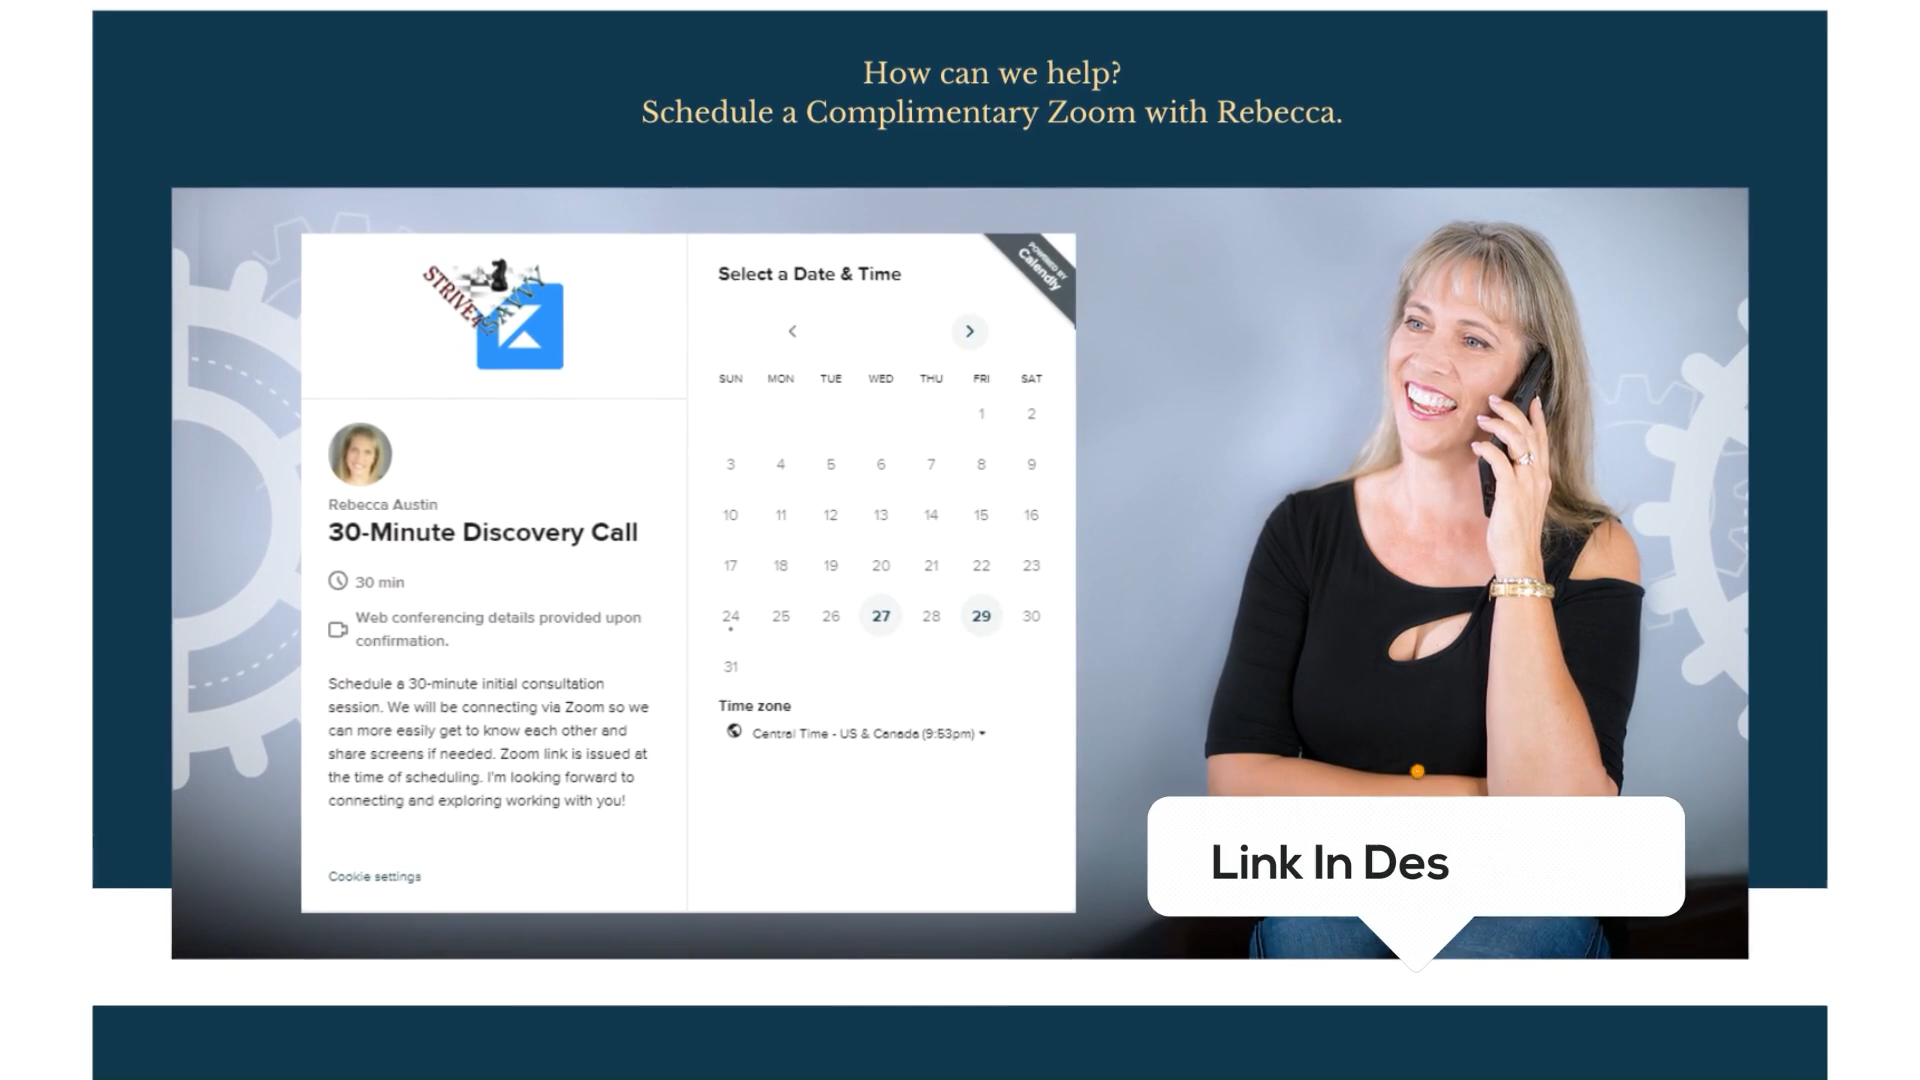 How can we help?
Schedule a Complimentary Zoom with Rebecca.
STRIVE4
SAVVY
Rebecca Austin
30-Minute Discovery Call
30 min
Web conferencing details provided upon
confirmation.
Schedule a 30-minute initial consultation
session. We will be connecting via Zoom so we
can more easily get to know each other and
share screens if needed. Zoom link is issued at
the time of scheduling. I'm looking forward to
connecting and exploring working with you!
Cookie settings
Select a Date & Time
POWERED BY
Calendly
SUN MON TUE WED THU FRI SAT
1 2
3 4 5 6 7 8 9
10 11 12 13 14 15 16
17 18 19 20 21 22 23
24 25 26 27 28 29 30
31
Time zone
Central Time - US & Canada (9:53pm)
Link In Des